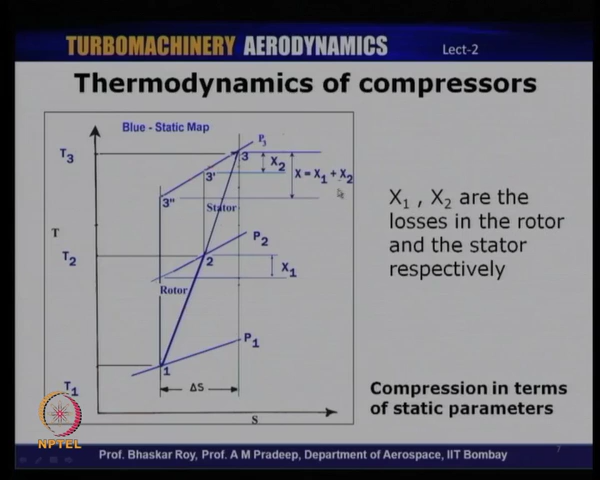 TURBOMACHINERY AERODYNAMICS
Lect-2
Thermodynamics of compressors
Blue - Static Map
T3
P3
3
X2
X = X1 + X2
3'
3"
Stator
T
P2
T2
2
X1
Rotor
P1
1
T1
ΔS
S
X1 , X2 are the
losses in the rotor
and the stator
respectively
Compression in terms
of static parameters
NPTEL
Prof. Bhaskar Roy, Prof. A M Pradeep, Department of Aerospace, IIT Bombay
7